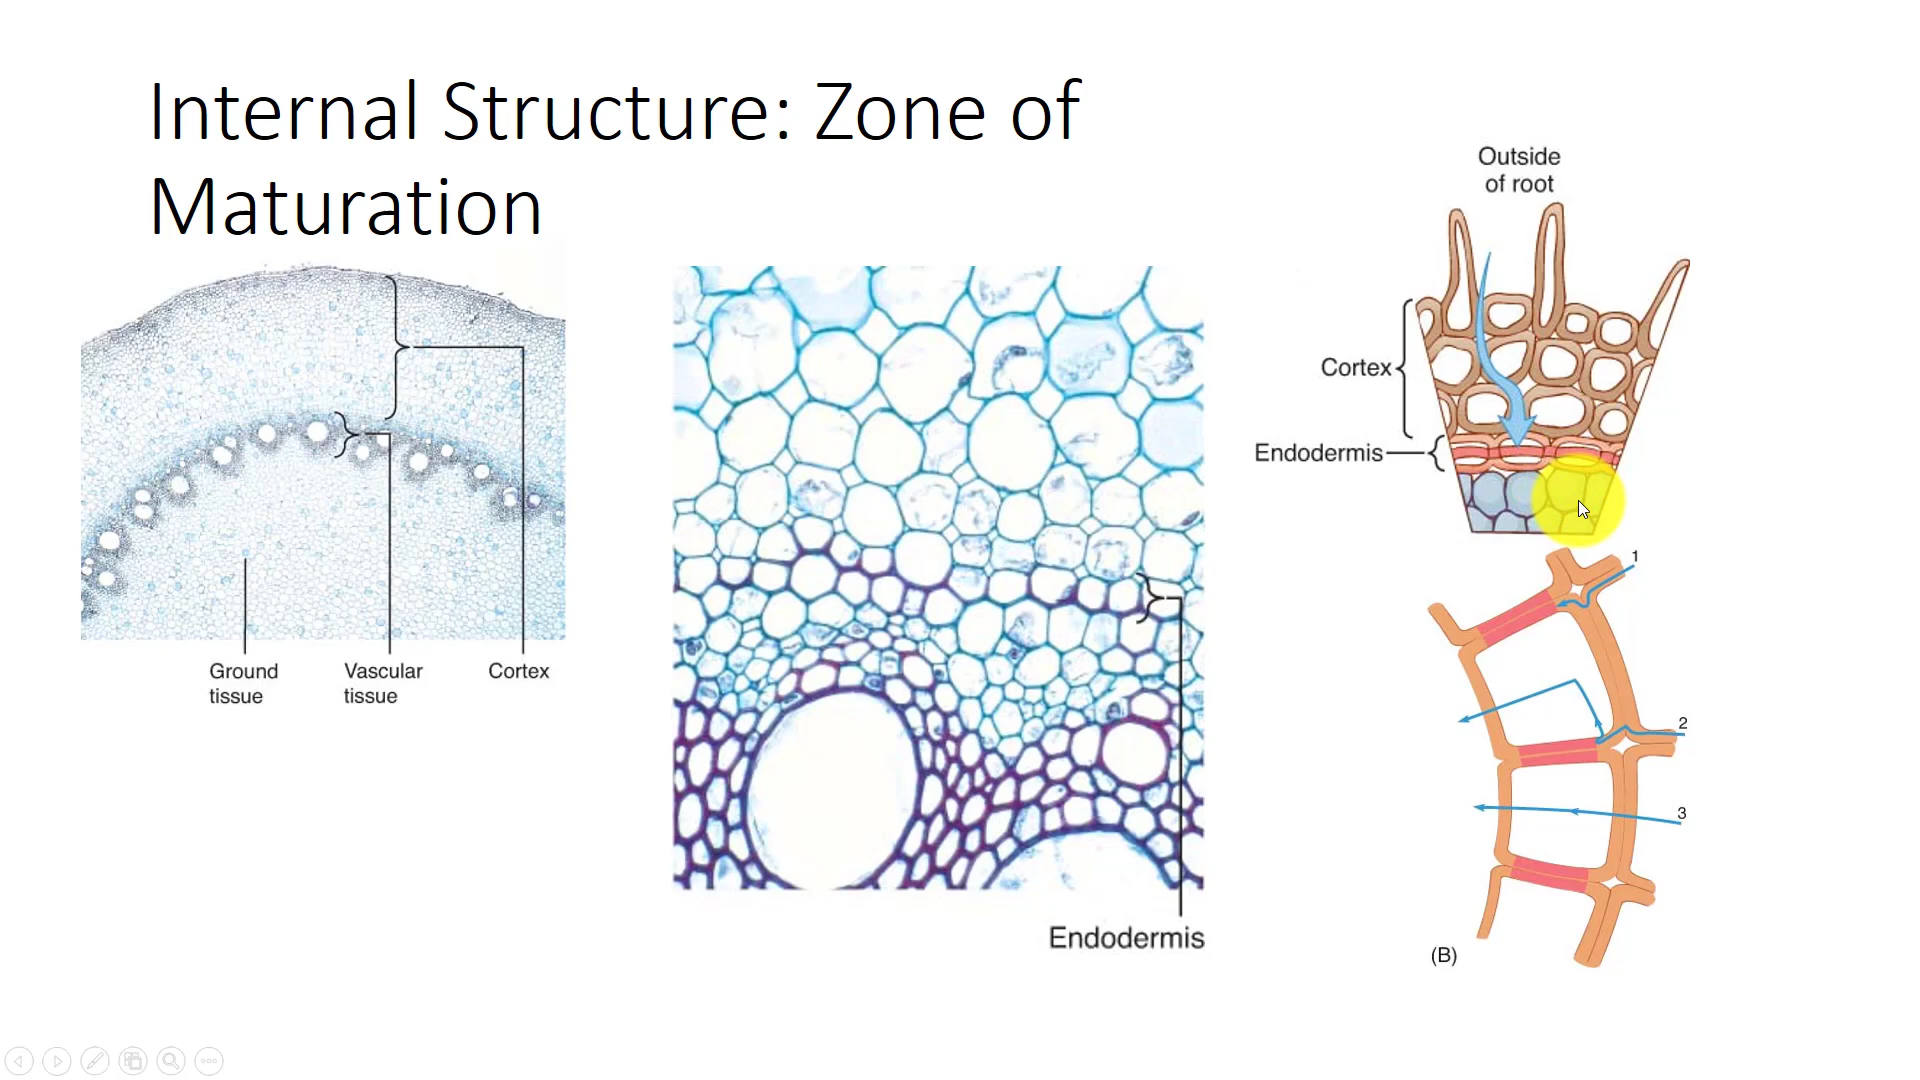 Internal Structure: Zone of
Maturation
Ground
tissue
Vascular
tissue
Cortex
Endodermis
Outside
of root
Cortex
Endodermis
1
2
3
(B)